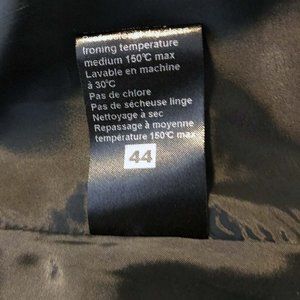 Ironing temperature
medium 150℃ max
Lavable en machine
à 30℃
Pas de chlore
Pas de sécheuse linge
Nettoyage à sec
Repassage à moyenne
température 150℃ max
44